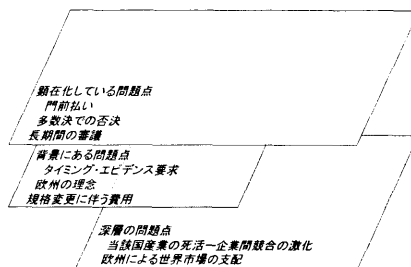 顕在化している問題点
門前払い
多数決での否決
長期間の審議
背景にある問題点
タイミング・エビデンス要求
欧州の理念
規格変更に伴う費用
深層の問題点
当該国産業の死活ー企業間競合の激化
欧州による世界市場の支配